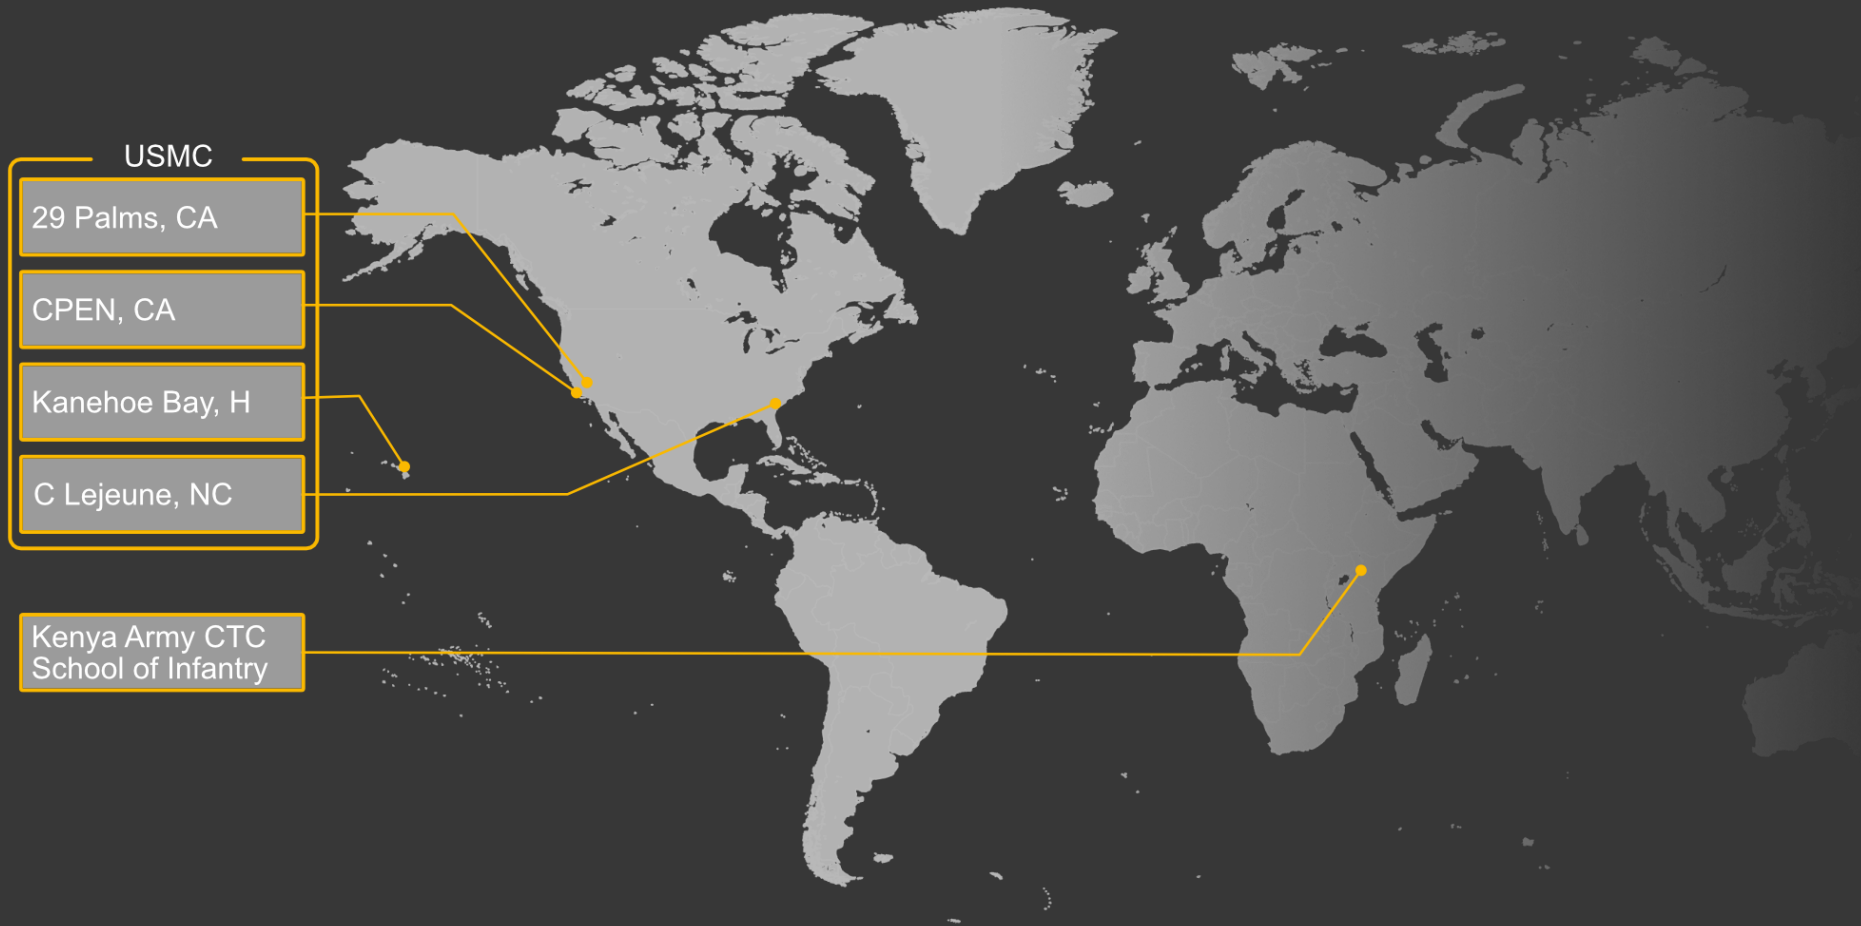 USMC
29 Palms, CA
CPEN, CA
Kanehoe Bay, H
C Lejeune, NC
Kenya Army CTC
School of Infantry